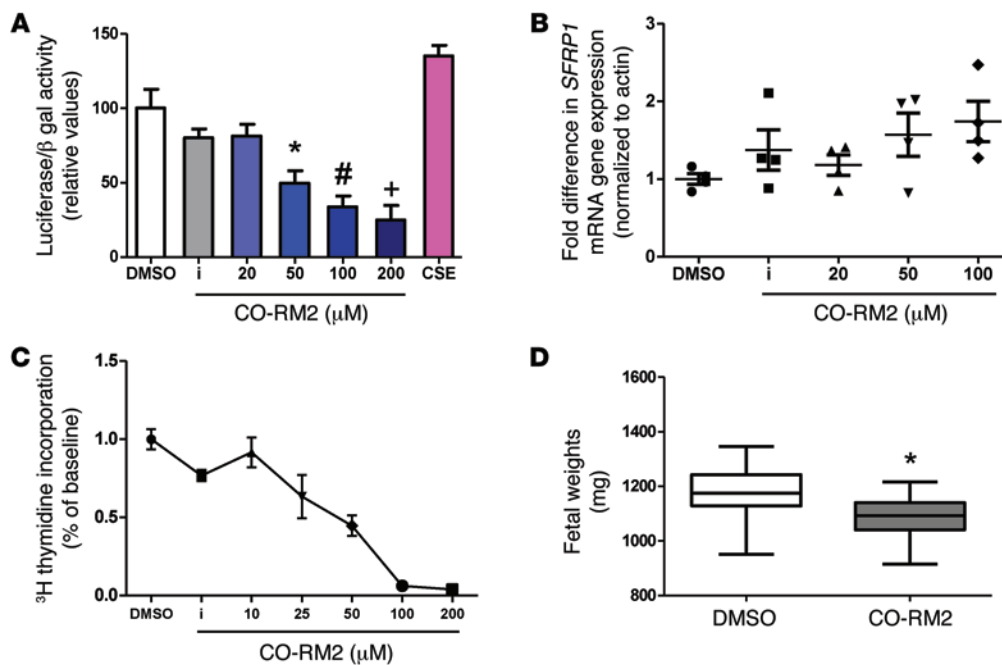 A
Luciferase/β gal activity
(relative values)
150
100
50
0
*
#
+
DMSO
i
20
50
100
200
CSE
CO-RM2 (μM)
B
Fold difference in SFRP1
mRNA gene expression
(normalized to actin)
3
2
1
0
DMSO
i
20
50
100
CO-RM2 (μM)
C
³H thymidine incorporation
(% of baseline)
1.5
1.0
0.5
0.0
DMSO
i
10
25
50
100
200
CO-RM2 (μM)
D
Fetal weights
(mg)
1600
1400
1200
1000
800
*
DMSO
CO-RM2